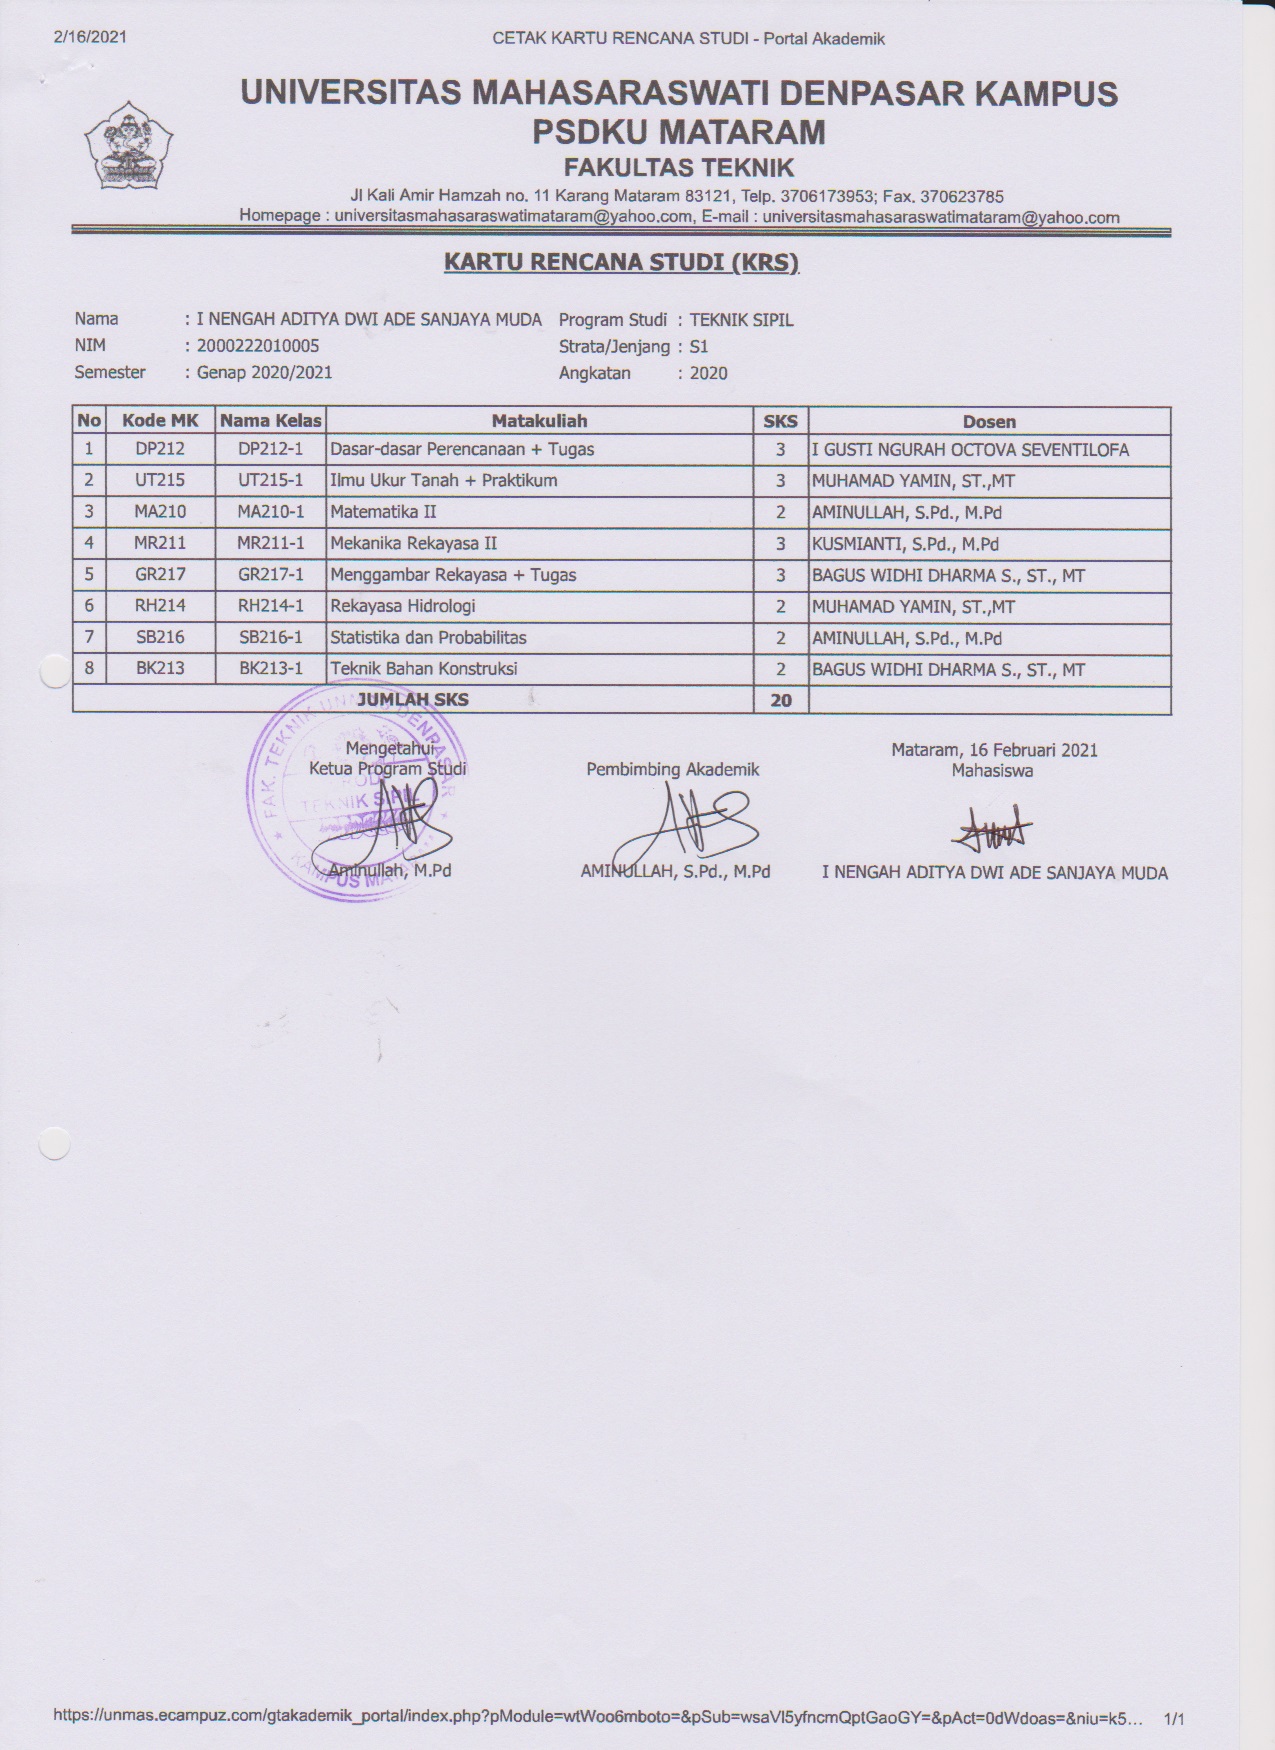 2/16/2021 CETAK KARTU RENCANA STUDI - Portal Akademik
UNIVERSITAS MAHASARASWATI DENPASAR KAMPUS
PSDKU MATARAM
FAKULTAS TEKNIK
Jl Kali Amir Hamzah no. 11 Karang Mataram 83121, Telp. 3706173953; Fax. 370623785
Homepage : universitasmahasaraswatimataram@yahoo.com, E-mail : universitasmahasaraswatimataram@yahoo.com
KARTU RENCANA STUDI (KRS)
Nama : I NENGAH ADITYA DWI ADE SANJAYA MUDA Program Studi : TEKNIK SIPIL
NIM : 2000222010005 Strata/Jenjang : S1
Semester : Genap 2020/2021 Angkatan : 2020
No Kode MK Nama Kelas Matakuliah SKS Dosen
1 DP212 DP212-1 Dasar-dasar Perencanaan + Tugas 3 I GUSTI NGURAH OCTOVA SEVENTILOFA
2 UT215 UT215-1 Ilmu Ukur Tanah + Praktikum 3 MUHAMAD YAMIN, ST.,MT
3 MA210 MA210-1 Matematika II 2 AMINULLAH, S.Pd., M.Pd
4 MR211 MR211-1 Mekanika Rekayasa II 3 KUSMIANTI, S.Pd., M.Pd
5 GR217 GR217-1 Menggambar Rekayasa + Tugas 3 BAGUS WIDHI DHARMA S., ST., MT
6 RH214 RH214-1 Rekayasa Hidrologi 2 MUHAMAD YAMIN, ST.,MT
7 SB216 SB216-1 Statistika dan Probabilitas 2 AMINULLAH, S.Pd., M.Pd
8 BK213 BK213-1 Teknik Bahan Konstruksi 2 BAGUS WIDHI DHARMA S., ST., MT
JUMLAH SKS 20
Mengetahui Mataram, 16 Februari 2021
Ketua Program Studi Pembimbing Akademik Mahasiswa
FAK. TEKNIK DENPASAR
TEKNIK SIPIL
KAMPUS
Aminullah, M.Pd AMINULLAH, S.Pd., M.Pd I NENGAH ADITYA DWI ADE SANJAYA MUDA
https://unmas.ecampuz.com/gtakademik_portal/index.php?pModule=wtWoo6mboto=&pSub=wsaVl5yfncmQptGaoGY=&pAct=0dWdoas=&niu=k5... 1/1